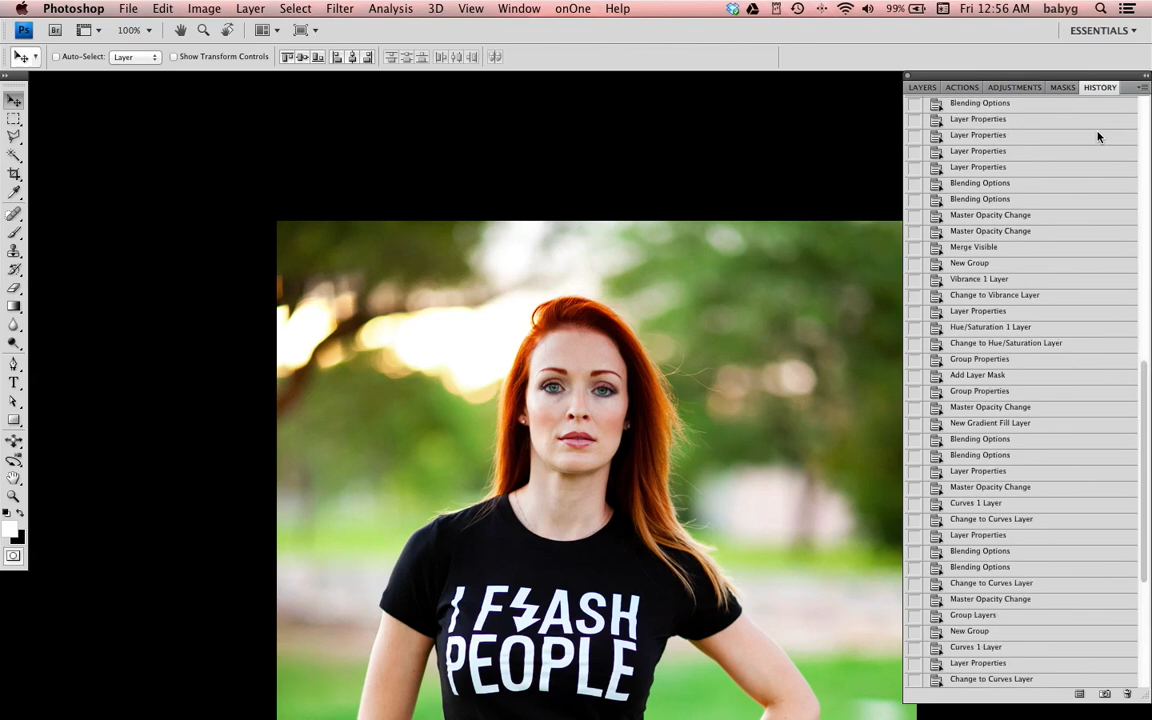 Photoshop File Edit Image Layer Select Filter Analysis 3D View Window onOne Help 99% Fri 12:56 AM babyg
Ps Br 100% ESSENTIALS
Auto-Select: Layer Show Transform Controls
LAYERS ACTIONS ADJUSTMENTS MASKS HISTORY
Blending Options
Layer Properties
Layer Properties
Layer Properties
Layer Properties
Blending Options
Blending Options
Master Opacity Change
Master Opacity Change
Merge Visible
New Group
Vibrance 1 Layer
Change to Vibrance Layer
Layer Properties
Hue/Saturation 1 Layer
Change to Hue/Saturation Layer
Group Properties
Add Layer Mask
Group Properties
Master Opacity Change
New Gradient Fill Layer
Blending Options
Blending Options
Layer Properties
Master Opacity Change
Curves 1 Layer
Change to Curves Layer
Layer Properties
Blending Options
Blending Options
Change to Curves Layer
Master Opacity Change
Group Layers
New Group
Curves 1 Layer
Layer Properties
Change to Curves Layer
I FLASH
PEOPLE